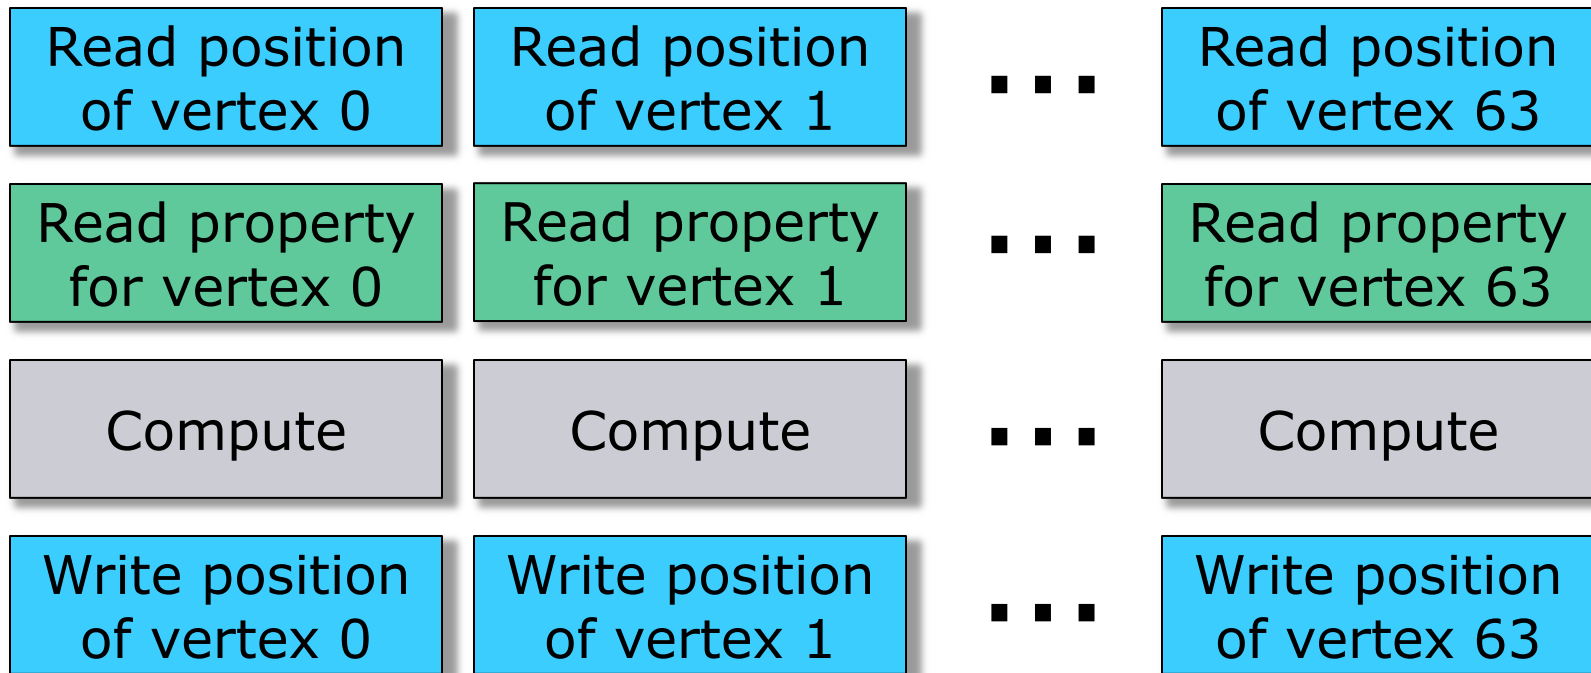 Read position
of vertex 0
Read position
of vertex 1
...
Read position
of vertex 63
Read property
for vertex 0
Read property
for vertex 1
...
Read property
for vertex 63
Compute
Compute
...
Compute
Write position
of vertex 0
Write position
of vertex 1
...
Write position
of vertex 63